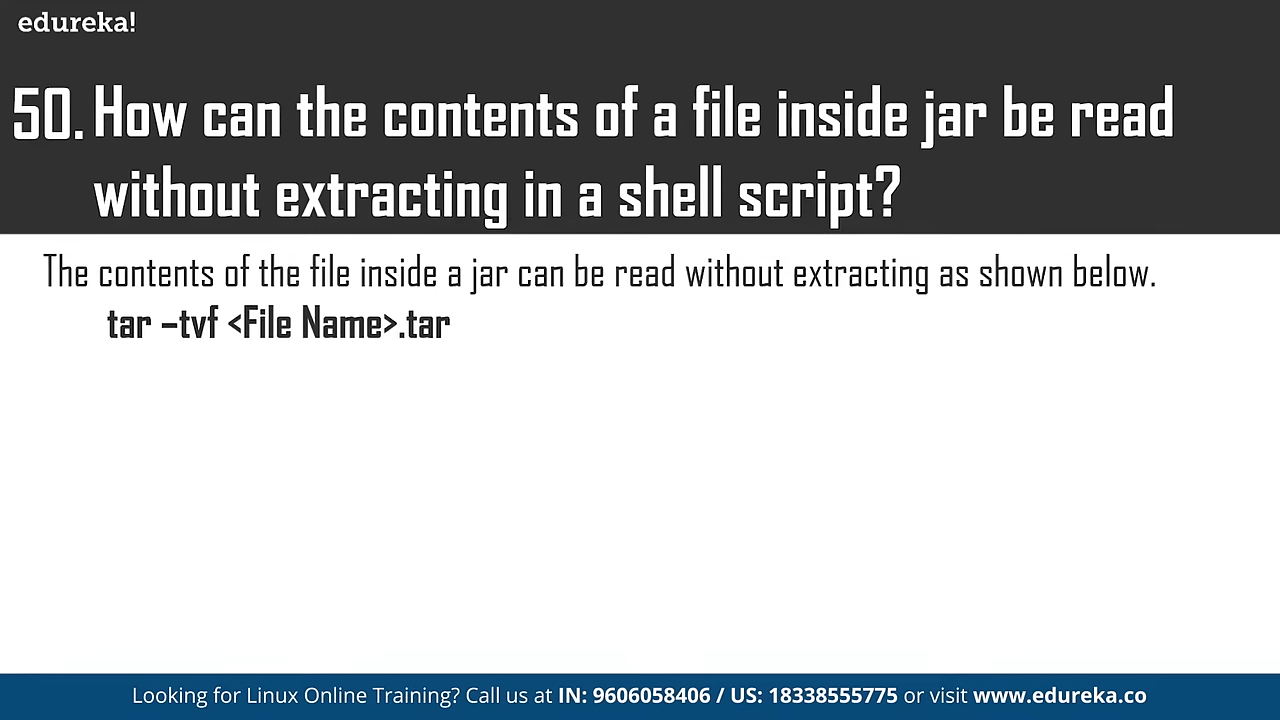 edureka!
50. How can the contents of a file inside jar be read
without extracting in a shell script?
The contents of the file inside a jar can be read without extracting as shown below.
tar –tvf <File Name>.tar
Looking for Linux Online Training? Call us at IN: 9606058406 / US: 18338555775 or visit www.edureka.co